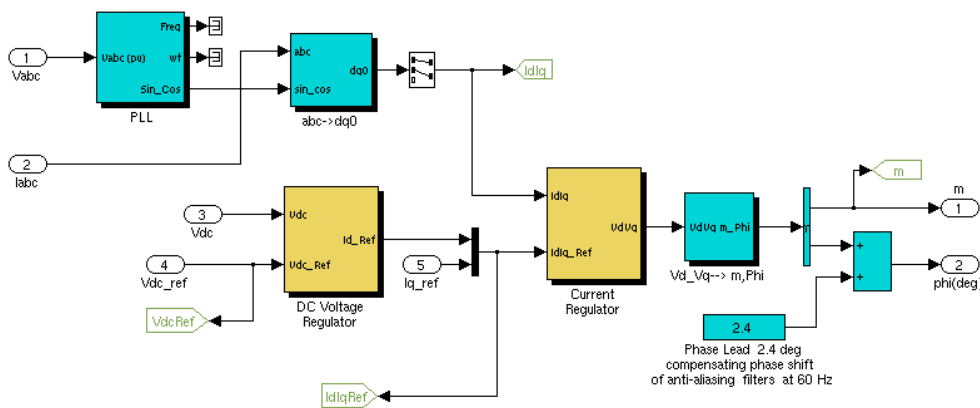 1
Vabc
Vabc (pu)
Freq
wt
Sin_Cos
PLL
abc
dq0
sin_cos
abc->dq0
IdIq
2
Iabc
3
Vdc
4
Vdc_ref
VdcRef
Vdc
Id_Ref
Vdc_Ref
DC Voltage
Regulator
5
Iq_ref
IdIqRef
IdIq
VdVq
IdIq_Ref
Current
Regulator
VdVq m_Phi
Vd_Vq--> m,Phi
m
m
1
+
+
2
phi(deg)
2.4
Phase Lead 2.4 deg
compensating phase shift
of anti-aliasing filters at 60 Hz